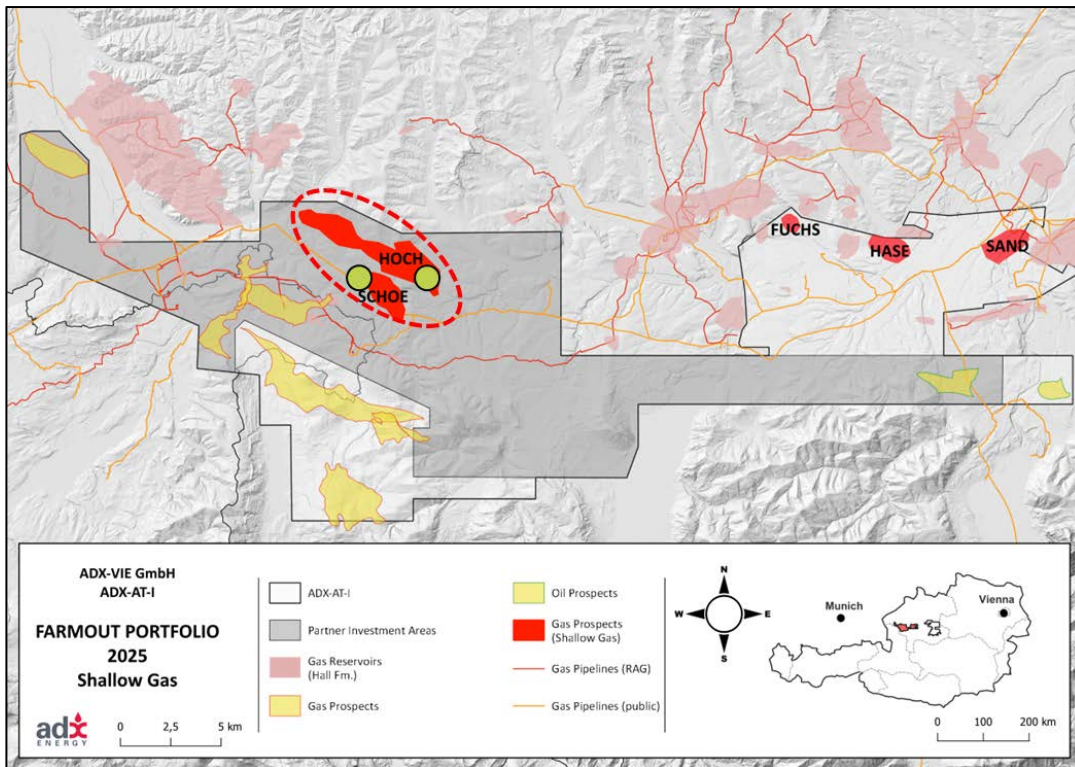 HOCH
SCHOE
FUCHS
HASE
SAND
ADX-VIE GmbH
ADX-AT-I
FARMOUT PORTFOLIO
2025
Shallow Gas
adx
ENERGY
0 2,5 5 km
ADX-AT-I
Partner Investment Areas
Gas Reservoirs
(Hall Fm.)
Gas Prospects
Oil Prospects
Gas Prospects
(Shallow Gas)
Gas Pipelines (RAG)
Gas Pipelines (public)
N
W
E
S
Munich
Vienna
0 100 200 km